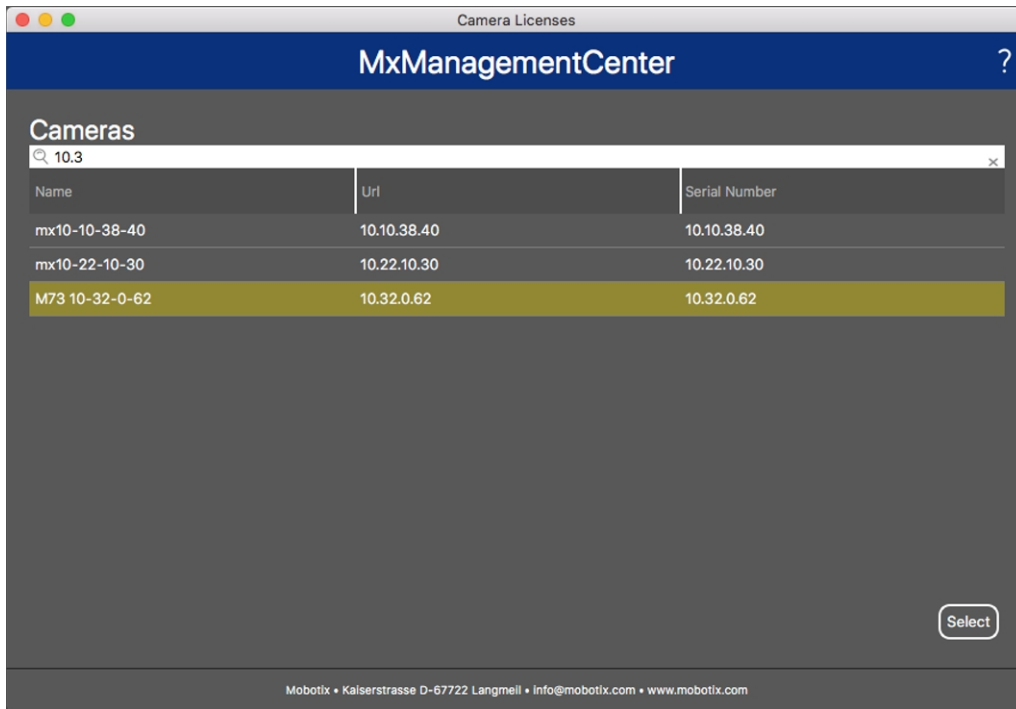 Camera Licenses
MxManagementCenter ?
Cameras
10.3 ×
Name Url Serial Number
mx10-10-38-40 10.10.38.40 10.10.38.40
mx10-22-10-30 10.22.10.30 10.22.10.30
M73 10-32-0-62 10.32.0.62 10.32.0.62
Select
Mobotix • Kaiserstrasse D-67722 Langmeil • info@mobotix.com • www.mobotix.com